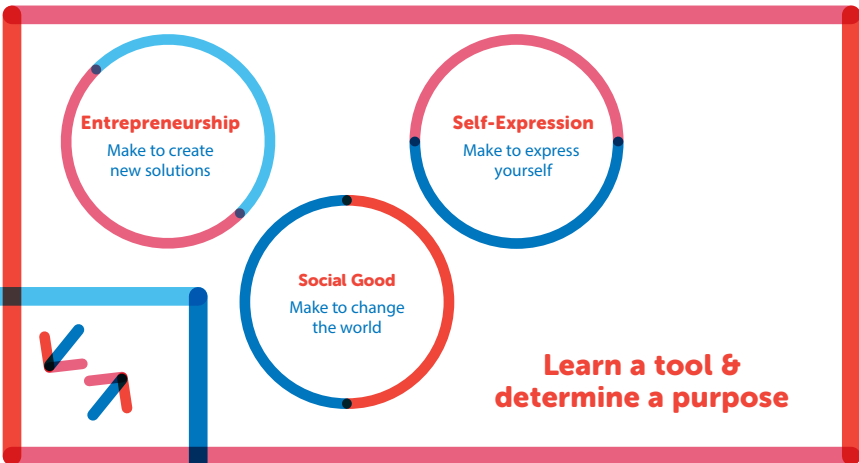 Entrepreneurship
Make to create
new solutions
Self-Expression
Make to express
yourself
Social Good
Make to change
the world
Learn a tool &
determine a purpose